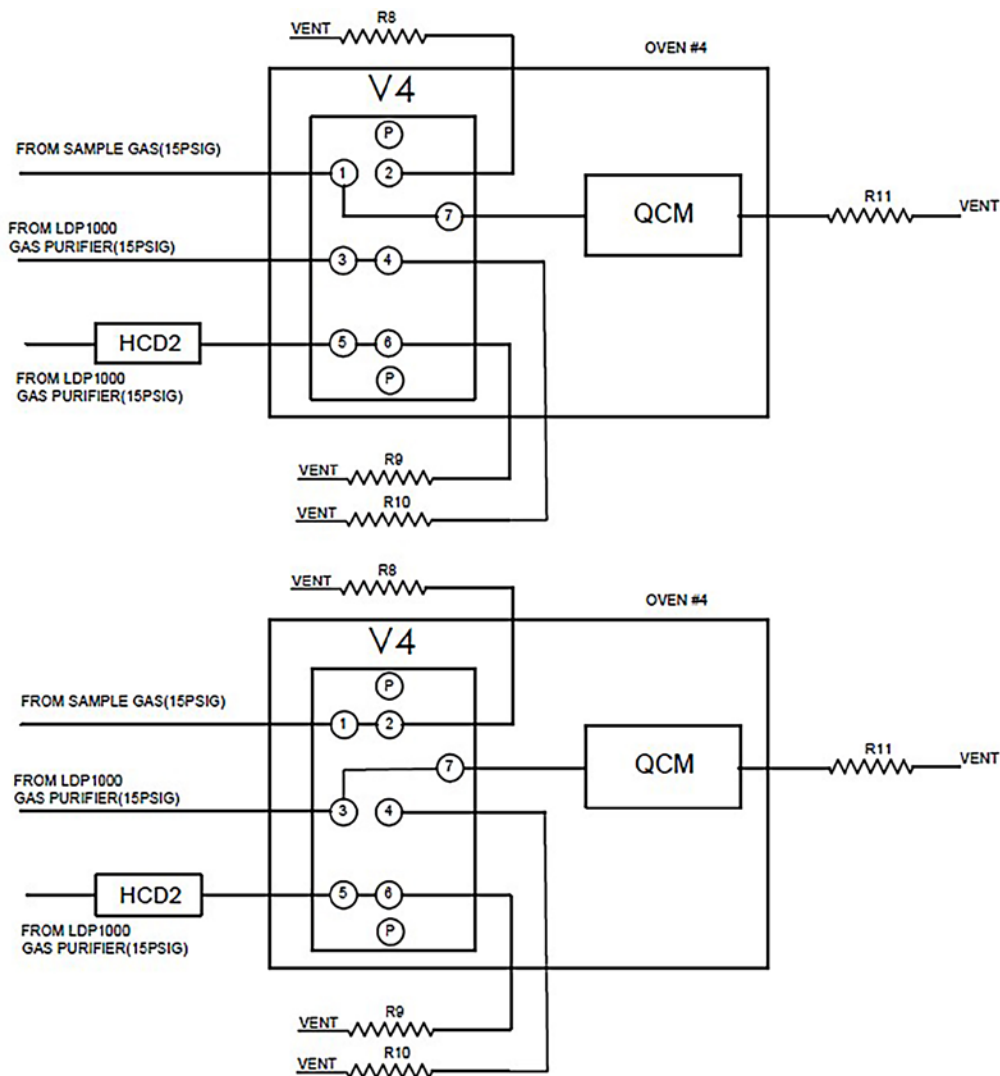 VENT R8
OVEN #4
V4
P
FROM SAMPLE GAS(15PSIG)
1 2
7 QCM R11 VENT
FROM LDP1000
GAS PURIFIER(15PSIG)
3 4
HCD2 5 6
FROM LDP1000
GAS PURIFIER(15PSIG)
P
VENT R9
VENT R10
VENT R8
OVEN #4
V4
P
FROM SAMPLE GAS(15PSIG)
1 2
7 QCM R11 VENT
FROM LDP1000
GAS PURIFIER(15PSIG)
3 4
HCD2 5 6
FROM LDP1000
GAS PURIFIER(15PSIG)
P
VENT R9
VENT R10